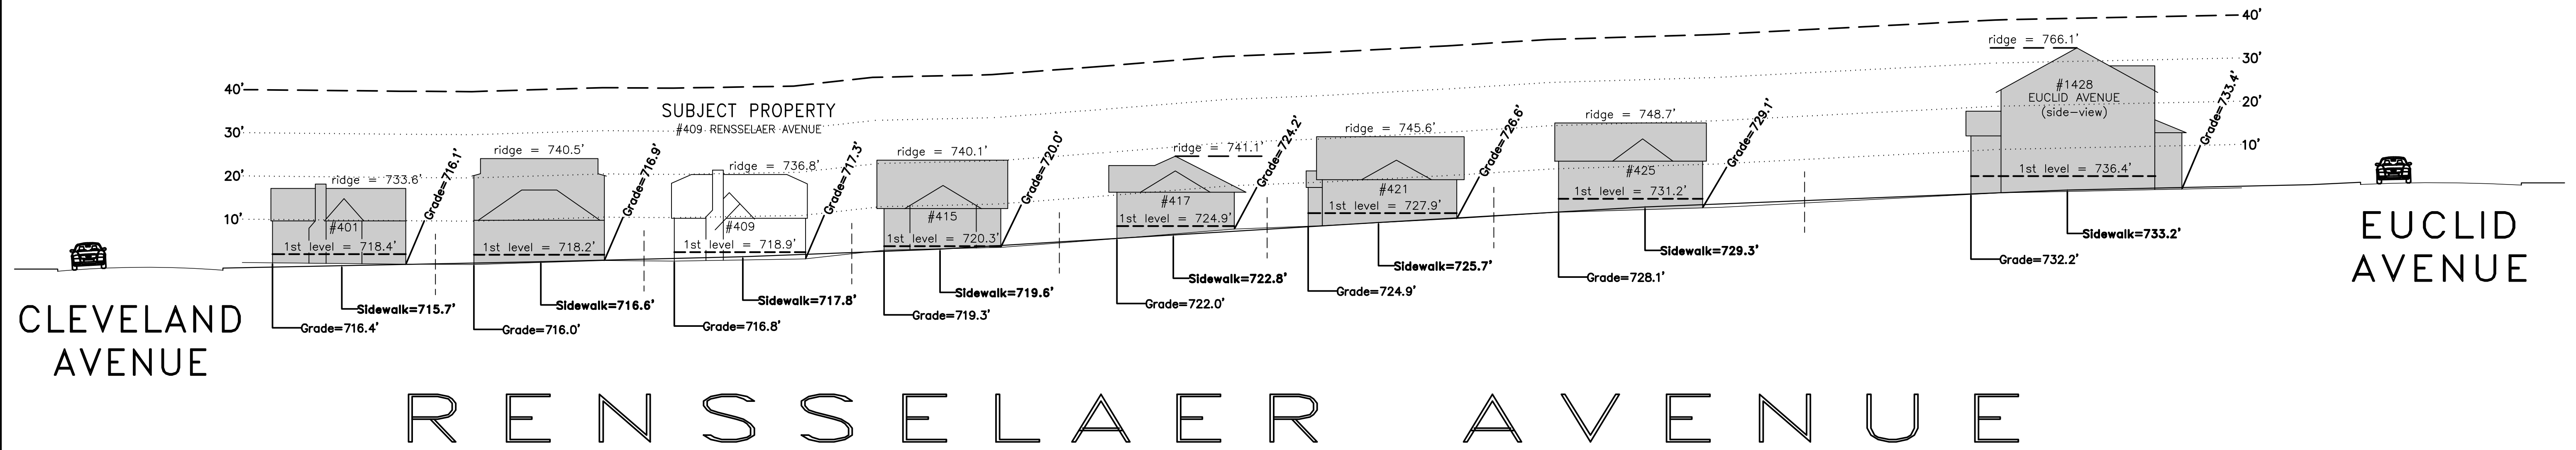 40'
30'
20'
10'
CLEVELAND
AVENUE
ridge = 733.6'
#401
1st level = 718.4'
Grade=716.1'
Sidewalk=715.7'
Grade=716.4'
ridge = 740.5'
1st level = 718.2'
Grade=716.9'
Sidewalk=716.6'
Grade=716.0'
SUBJECT PROPERTY
#409 RENSSELAER AVENUE
ridge = 736.8'
#409
1st level = 718.9'
Grade=717.3'
Sidewalk=717.8'
Grade=716.8'
ridge = 740.1'
#415
1st level = 720.3'
Grade=720.0'
Sidewalk=719.6'
Grade=719.3'
ridge = 741.1'
#417
1st level = 724.9'
Grade=724.2'
Sidewalk=722.8'
Grade=722.0'
ridge = 745.6'
#421
1st level = 727.9'
Grade=726.6'
Sidewalk=725.7'
Grade=724.9'
ridge = 748.7'
#425
1st level = 731.2'
Grade=729.1'
Sidewalk=729.3'
Grade=728.1'
ridge = 766.1'
#1428
EUCLID AVENUE
(side-view)
1st level = 736.4'
Grade=733.4'
Sidewalk=733.2'
Grade=732.2'
40'
30'
20'
10'
EUCLID
AVENUE
RENSSELAER AVENUE